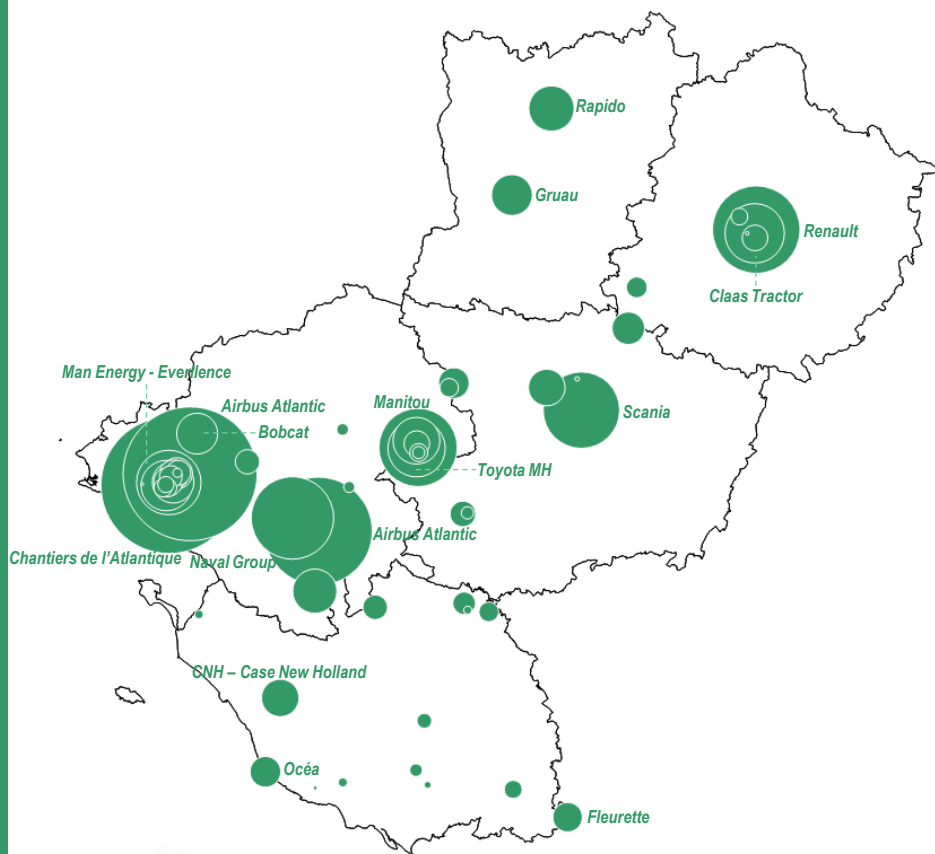 Rapido
Gruau
Renault
Claas Tractor
Man Energy - Everllence
Airbus Atlantic
Bobcat
Manitou
Scania
Toyota MH
Airbus Atlantic
Chantiers de l'Atlantique
Naval Group
CNH – Case New Holland
Océa
Fleurette